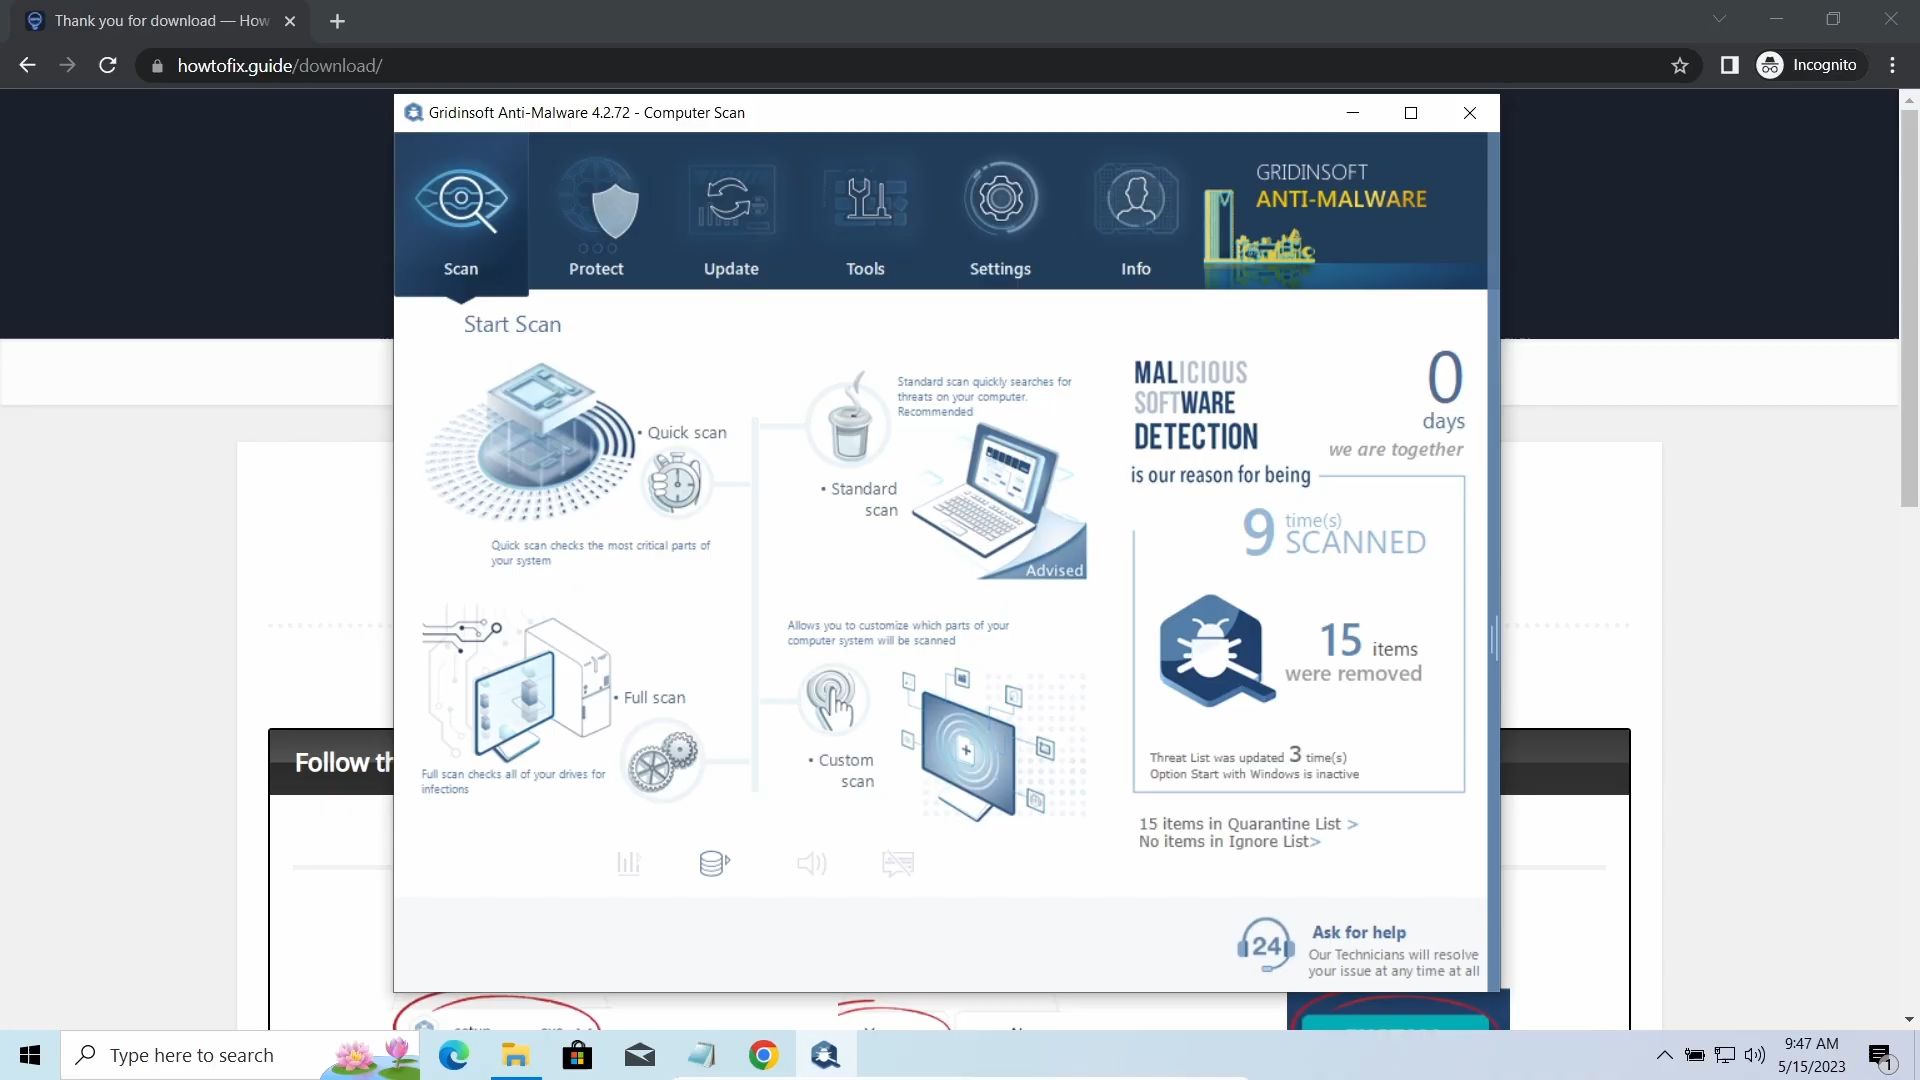 Thank you for download — How
howtofix.guide/download/
Incognito
Gridinsoft Anti-Malware 4.2.72 - Computer Scan
Scan
Protect
Update
Tools
Settings
Info
GRIDINSOFT
ANTI-MALWARE
Start Scan
• Quick scan
Quick scan checks the most critical parts of
your system
Standard scan quickly searches for
threats on your computer.
Recommended
• Standard
scan
Advised
• Full scan
Full scan checks all of your drives for
infections
Allows you to customize which parts of your
computer system will be scanned
• Custom
scan
MALICIOUS
SOFTWARE
DETECTION
is our reason for being
0
days
we are together
9 time(s)
SCANNED
15 items
were removed
Threat List was updated 3 time(s)
Option Start with Windows is inactive
15 items in Quarantine List >
No items in Ignore List>
24
Ask for help
Our Technicians will resolve
your issue at any time at all
Follow th
Type here to search
9:47 AM
5/15/2023
1